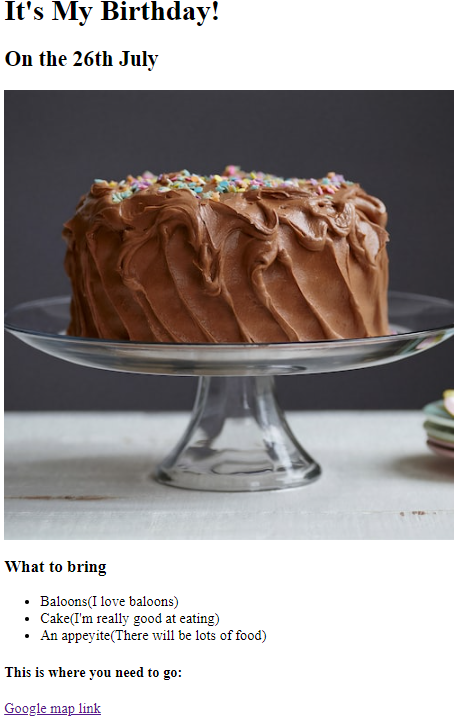 It's My Birthday!
On the 26th July
What to bring
Baloons(I love baloons)
Cake(I'm really good at eating)
An appeyite(There will be lots of food)
This is where you need to go:
Google map link